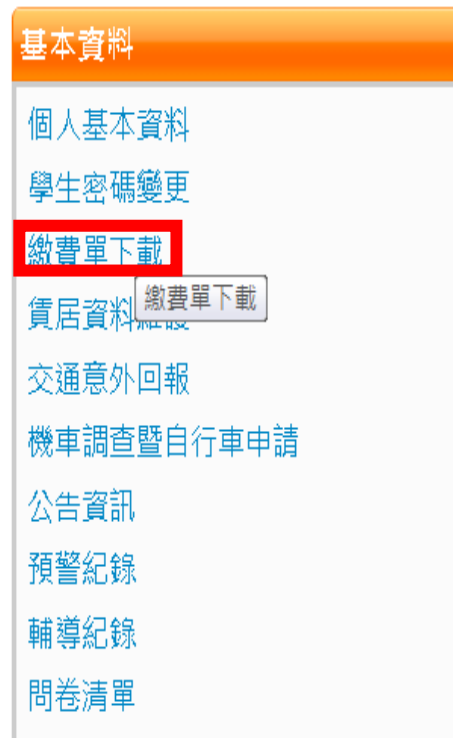 基本資料
個人基本資料
學生密碼變更
繳費單下載
繳費單下載
賃居資料維護
交通意外回報
機車調查暨自行車申請
公告資訊
預警紀錄
輔導紀錄
問卷清單